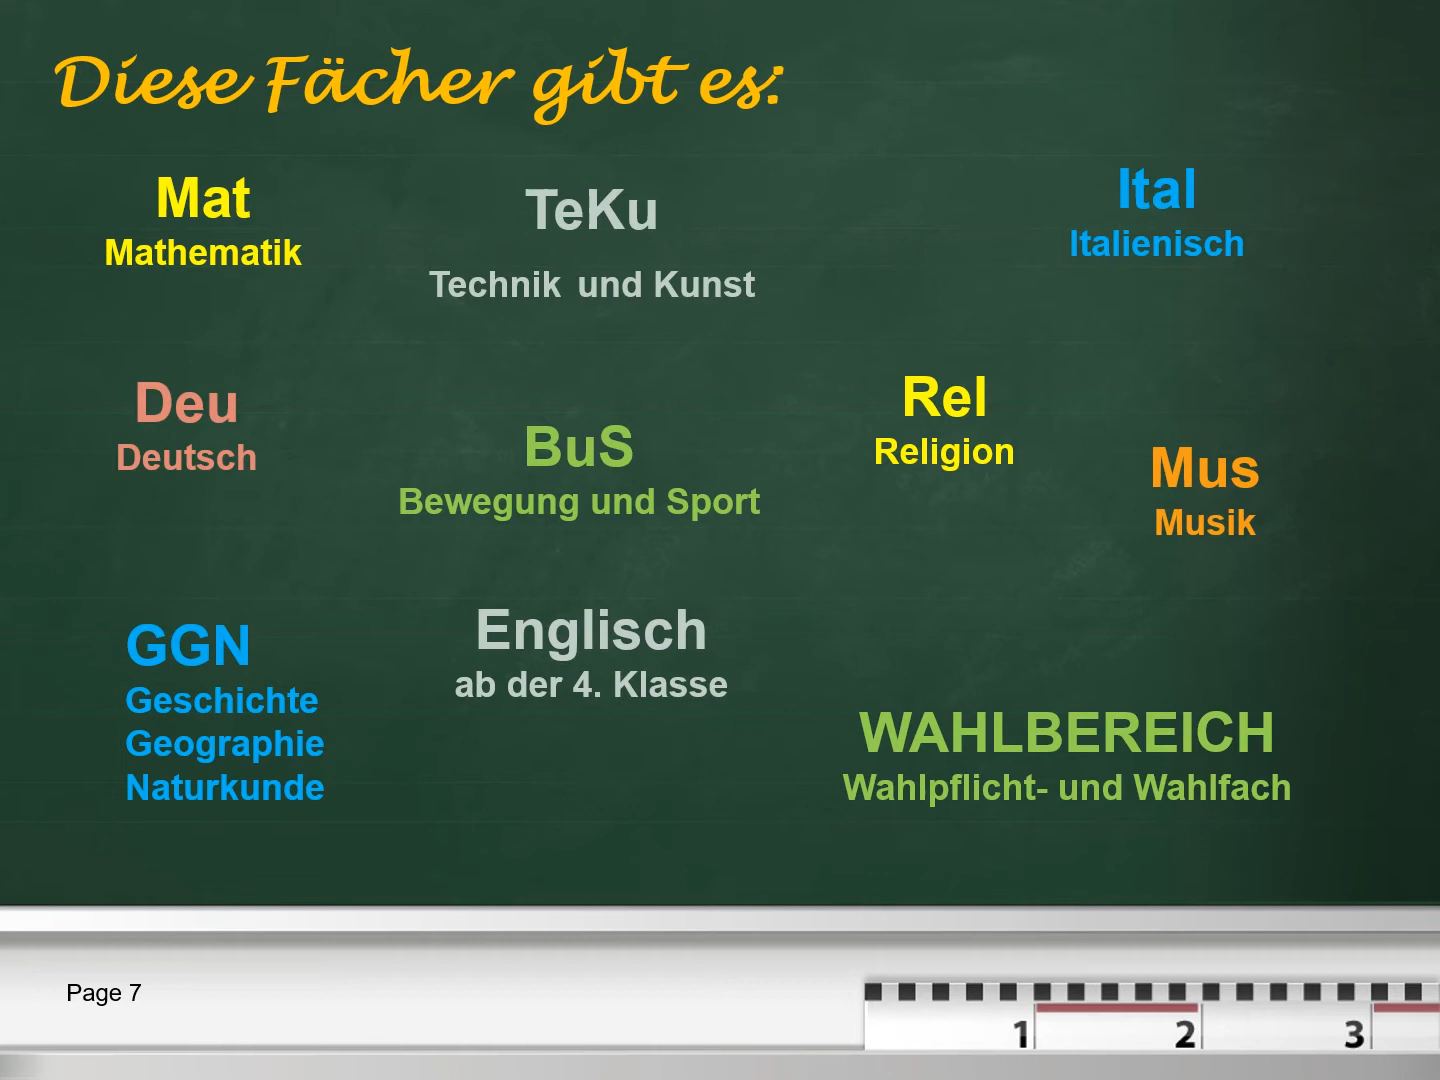 Diese Fächer gibt es:
Mat
Mathematik
TeKu
Technik und Kunst
Ital
Italienisch
Deu
Deutsch
BuS
Bewegung und Sport
Rel
Religion
Mus
Musik
GGN
Geschichte
Geographie
Naturkunde
Englisch
ab der 4. Klasse
WAHLBEREICH
Wahlpflicht- und Wahlfach
Page 7
1 2 3